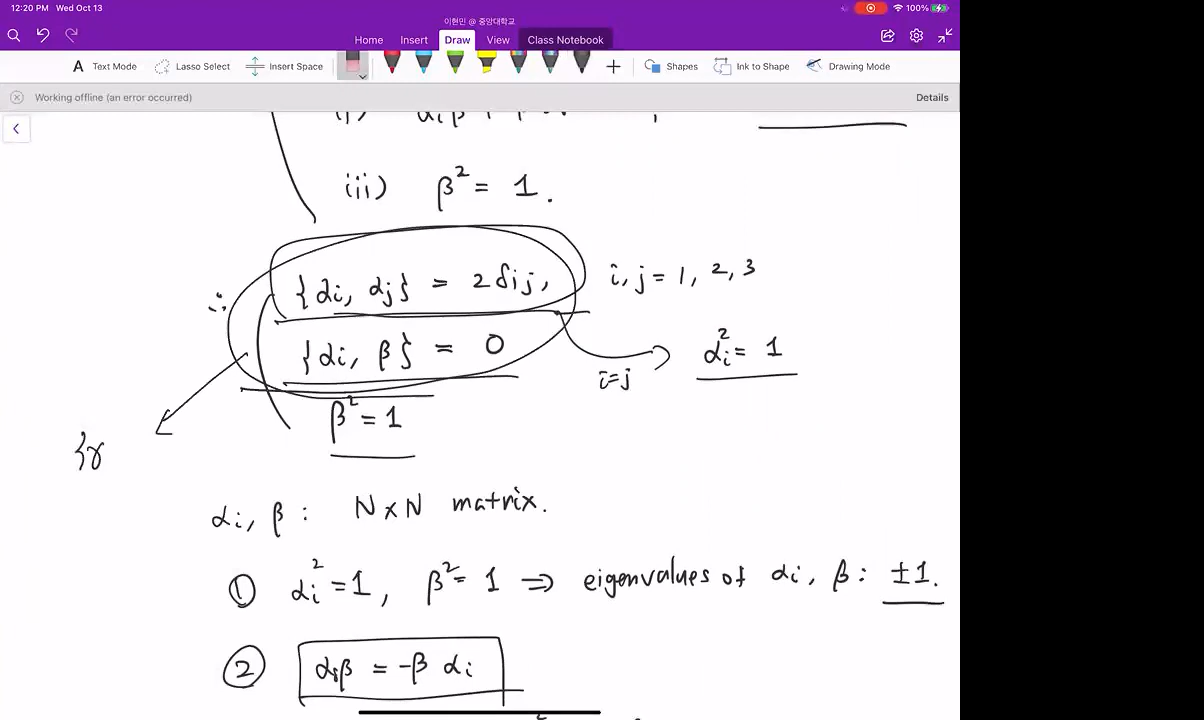 12:20 PM Wed Oct 13
100%
이현민 @ 중앙대학교
Home Insert Draw View Class Notebook
Text Mode Lasso Select Insert Space Shapes Ink to Shape Drawing Mode
Working offline (an error occurred) Details
iii) β² = 1.
∴ {αi, αj} = 2δij, i, j = 1, 2, 3
{αi, β} = 0
i=j
αi² = 1
β² = 1
{γ
αi, β : N×N matrix.
① αi² = 1, β² = 1 ⇒ eigenvalues of αi, β : ±1.
② αiβ = -β αi